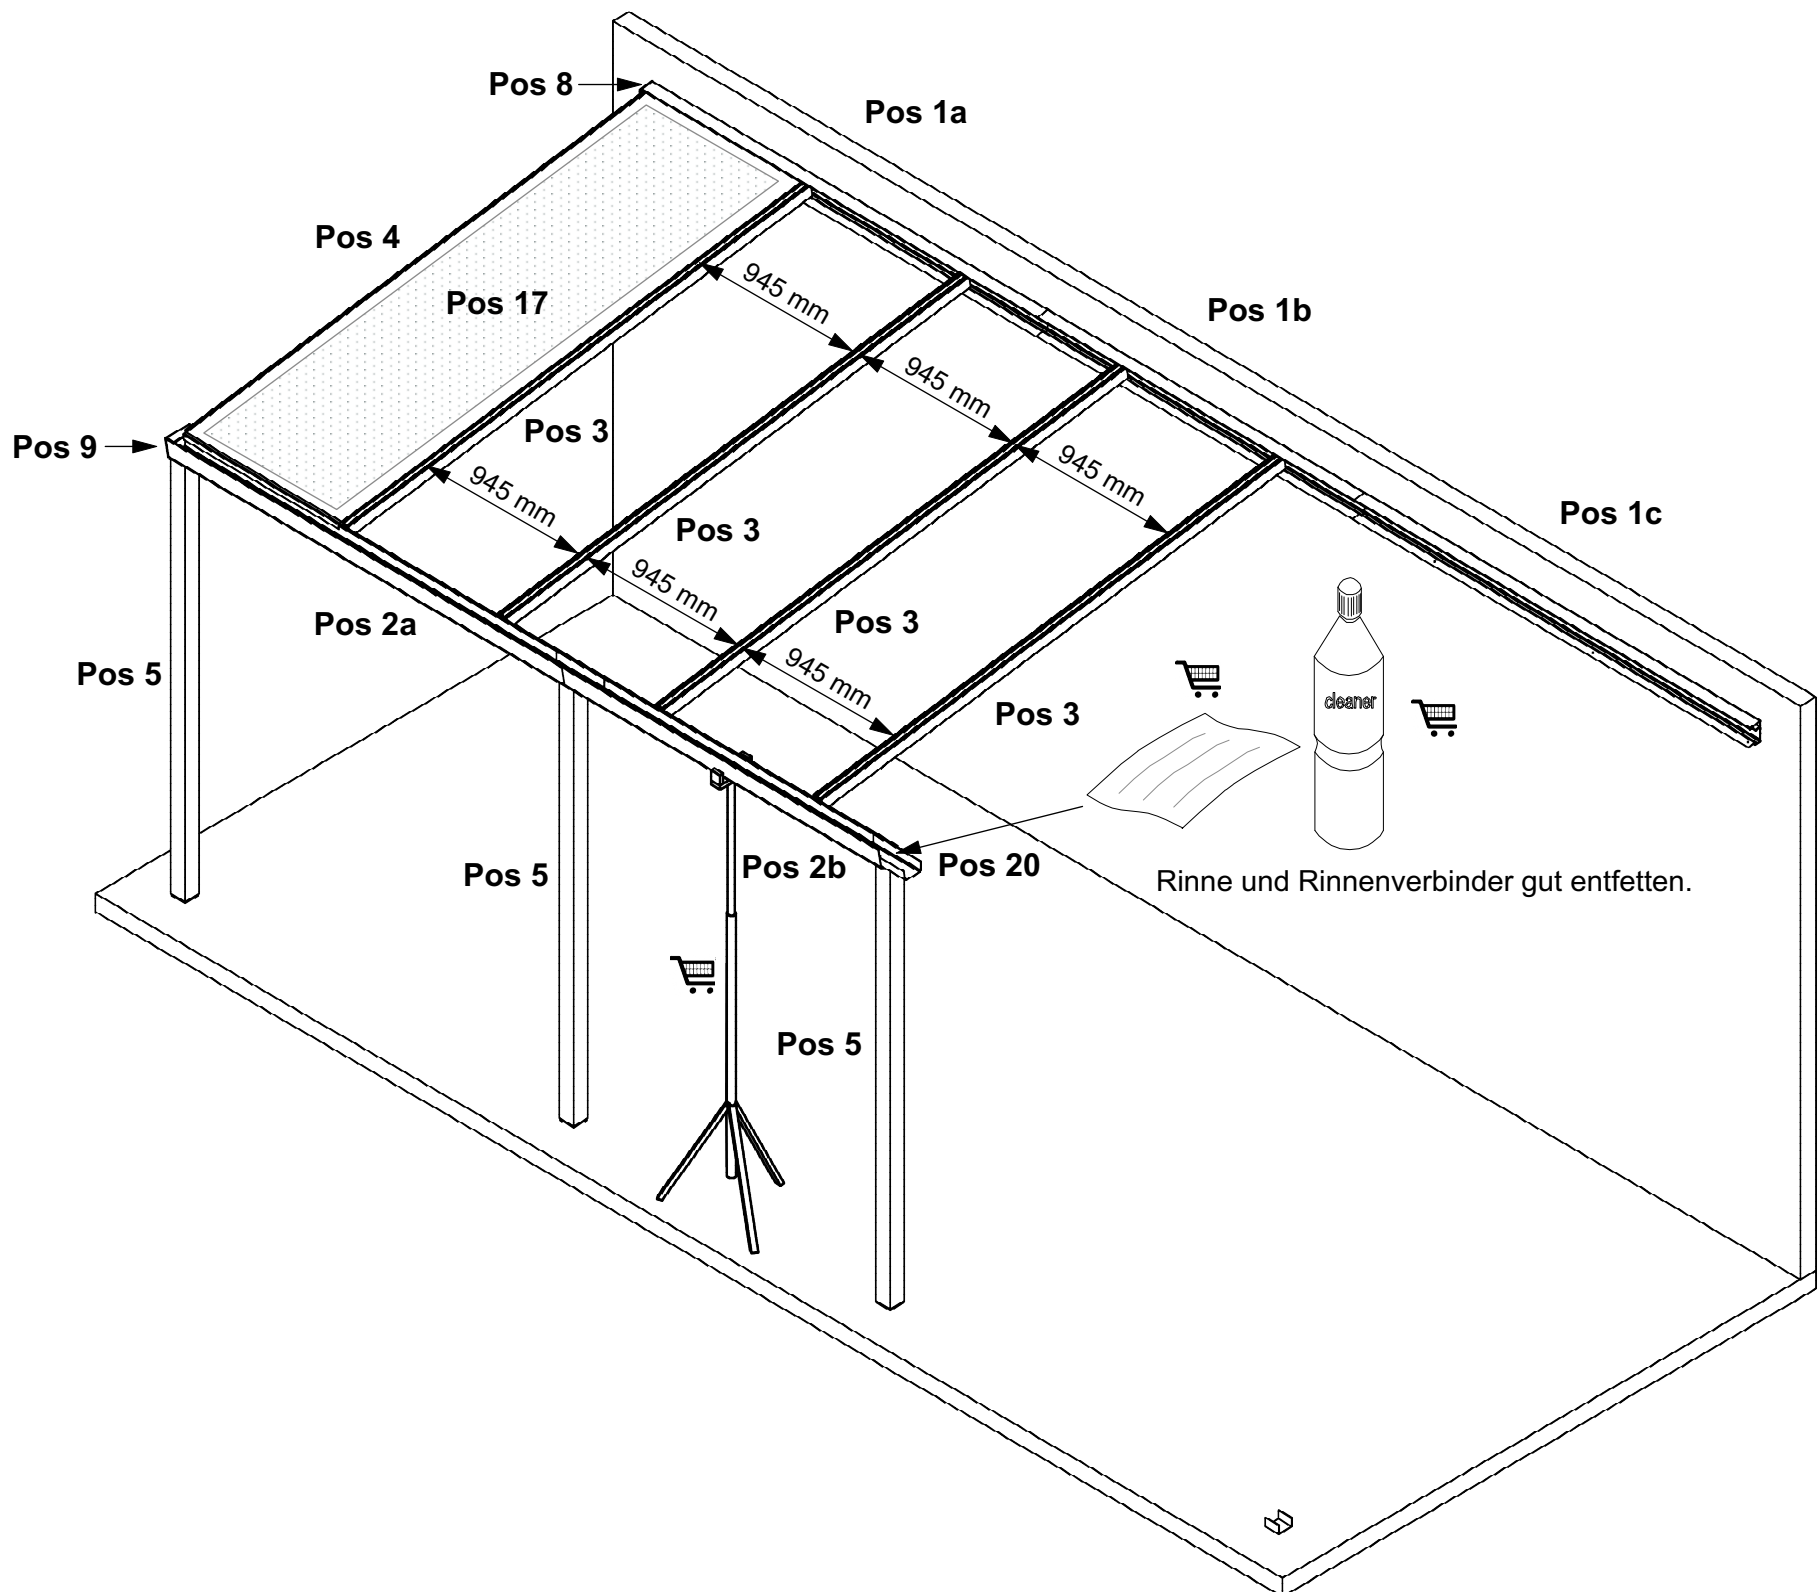 Pos 8
Pos 1a
Pos 4
945 mm
Pos 17
Pos 1b
945 mm
Pos 3
Pos 9
945 mm
945 mm
Pos 1c
Pos 3
945 mm
Pos 2a
Pos 3
Pos 5
945 mm
cleaner
Pos 3
Pos 2b
Pos 20
Pos 5
Rinne und Rinnenverbinder gut entfetten.
Pos 5